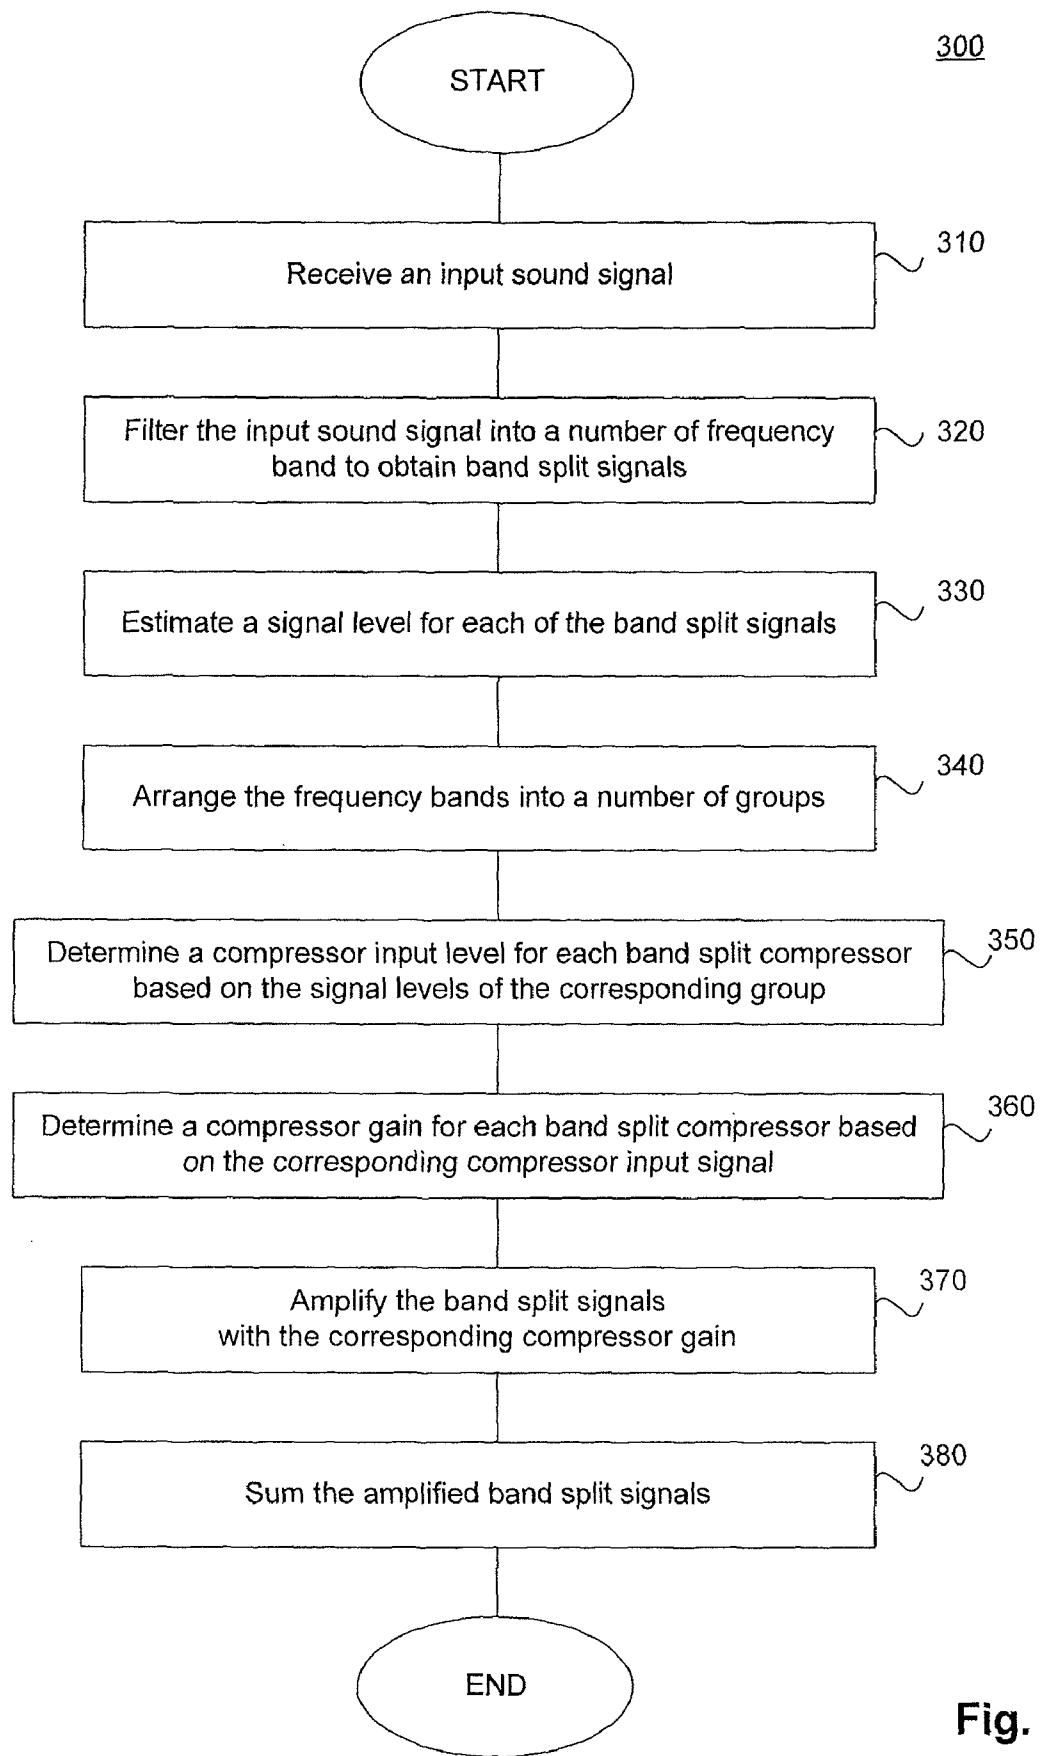 300
START
310
Receive an input sound signal
320
Filter the input sound signal into a number of frequency
band to obtain band split signals
330
Estimate a signal level for each of the band split signals
340
Arrange the frequency bands into a number of groups
350
Determine a compressor input level for each band split compressor
based on the signal levels of the corresponding group
360
Determine a compressor gain for each band split compressor based
on the corresponding compressor input signal
370
Amplify the band split signals
with the corresponding compressor gain
380
Sum the amplified band split signals
END
Fig.